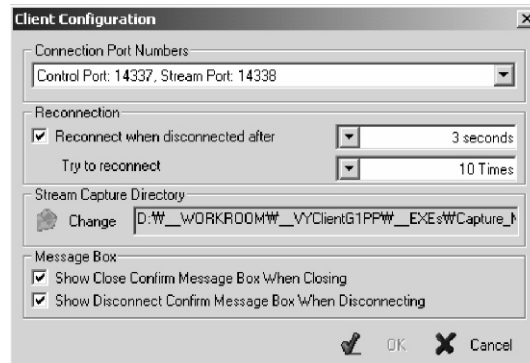 Client Configuration
Connection Port Numbers
Control Port: 14337, Stream Port: 14338
Reconnection
Reconnect when disconnected after
3 seconds
Try to reconnect
10 Times
Stream Capture Directory
Change
D:₩__WORKROOM₩__VYClientG1PP₩__EXEs₩Capture_
Message Box
Show Close Confirm Message Box When Closing
Show Disconnect Confirm Message Box When Disconnecting
OK
Cancel